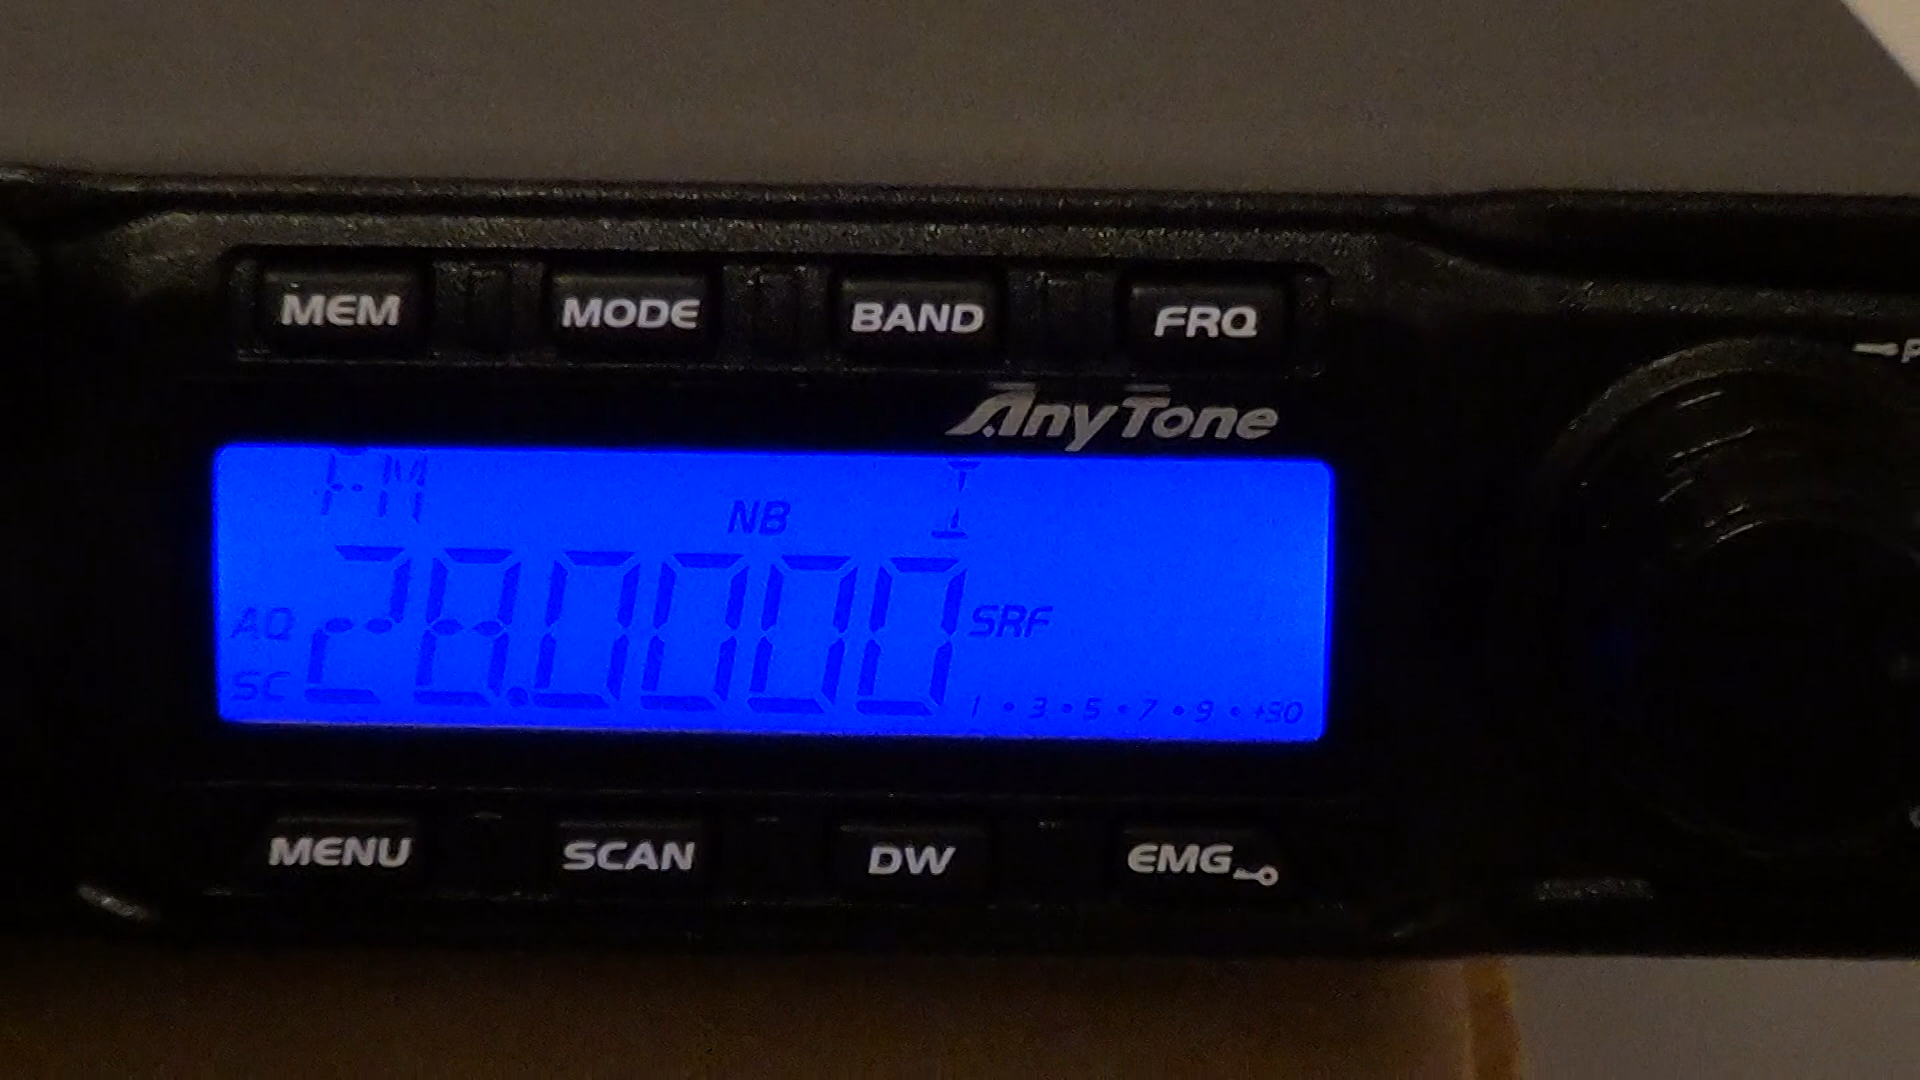 MEM MODE BAND FRQ
AnyTone
FM NB
28.0000
AQ SRF
SC 1 • 3 • 5 • 7 • 9 • +30
MENU SCAN DW EMG